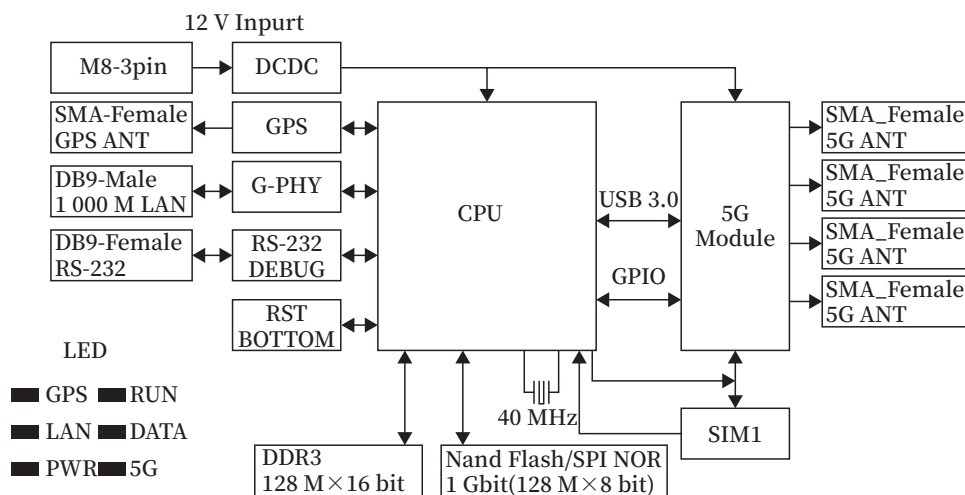 12 V Inpurt
M8-3pin
DCDC
SMA-Female
GPS ANT
GPS
DB9-Male
1 000 M LAN
G-PHY
DB9-Female
RS-232
RS-232
DEBUG
RST
BOTTOM
CPU
USB 3.0
GPIO
5G
Module
SMA_Female
5G ANT
SMA_Female
5G ANT
SMA_Female
5G ANT
SMA_Female
5G ANT
LED
GPS
RUN
LAN
DATA
PWR
5G
40 MHz
SIM1
DDR3
128 M×16 bit
Nand Flash/SPI NOR
1 Gbit(128 M×8 bit)